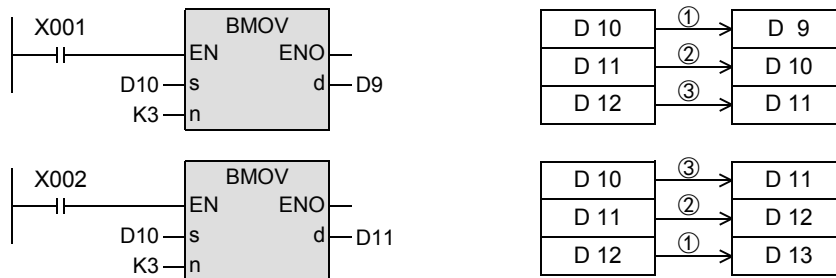 X001
BMOV
EN ENO
D10 s d D9
K3 n
D 10 ① D 9
D 11 ② D 10
D 12 ③ D 11
X002
BMOV
EN ENO
D10 s d D11
K3 n
D 10 ③ D 11
D 11 ② D 12
D 12 ① D 13